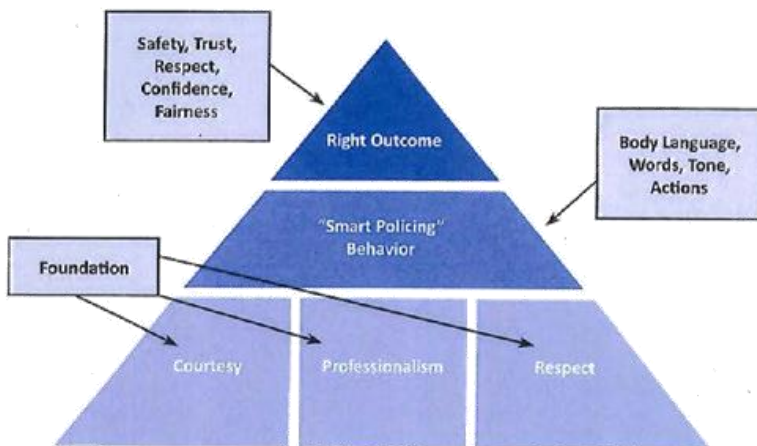 Safety, Trust,
Respect,
Confidence,
Fairness
Right Outcome
Body Language,
Words, Tone,
Actions
"Smart Policing"
Behavior
Foundation
Courtesy
Professionalism
Respect